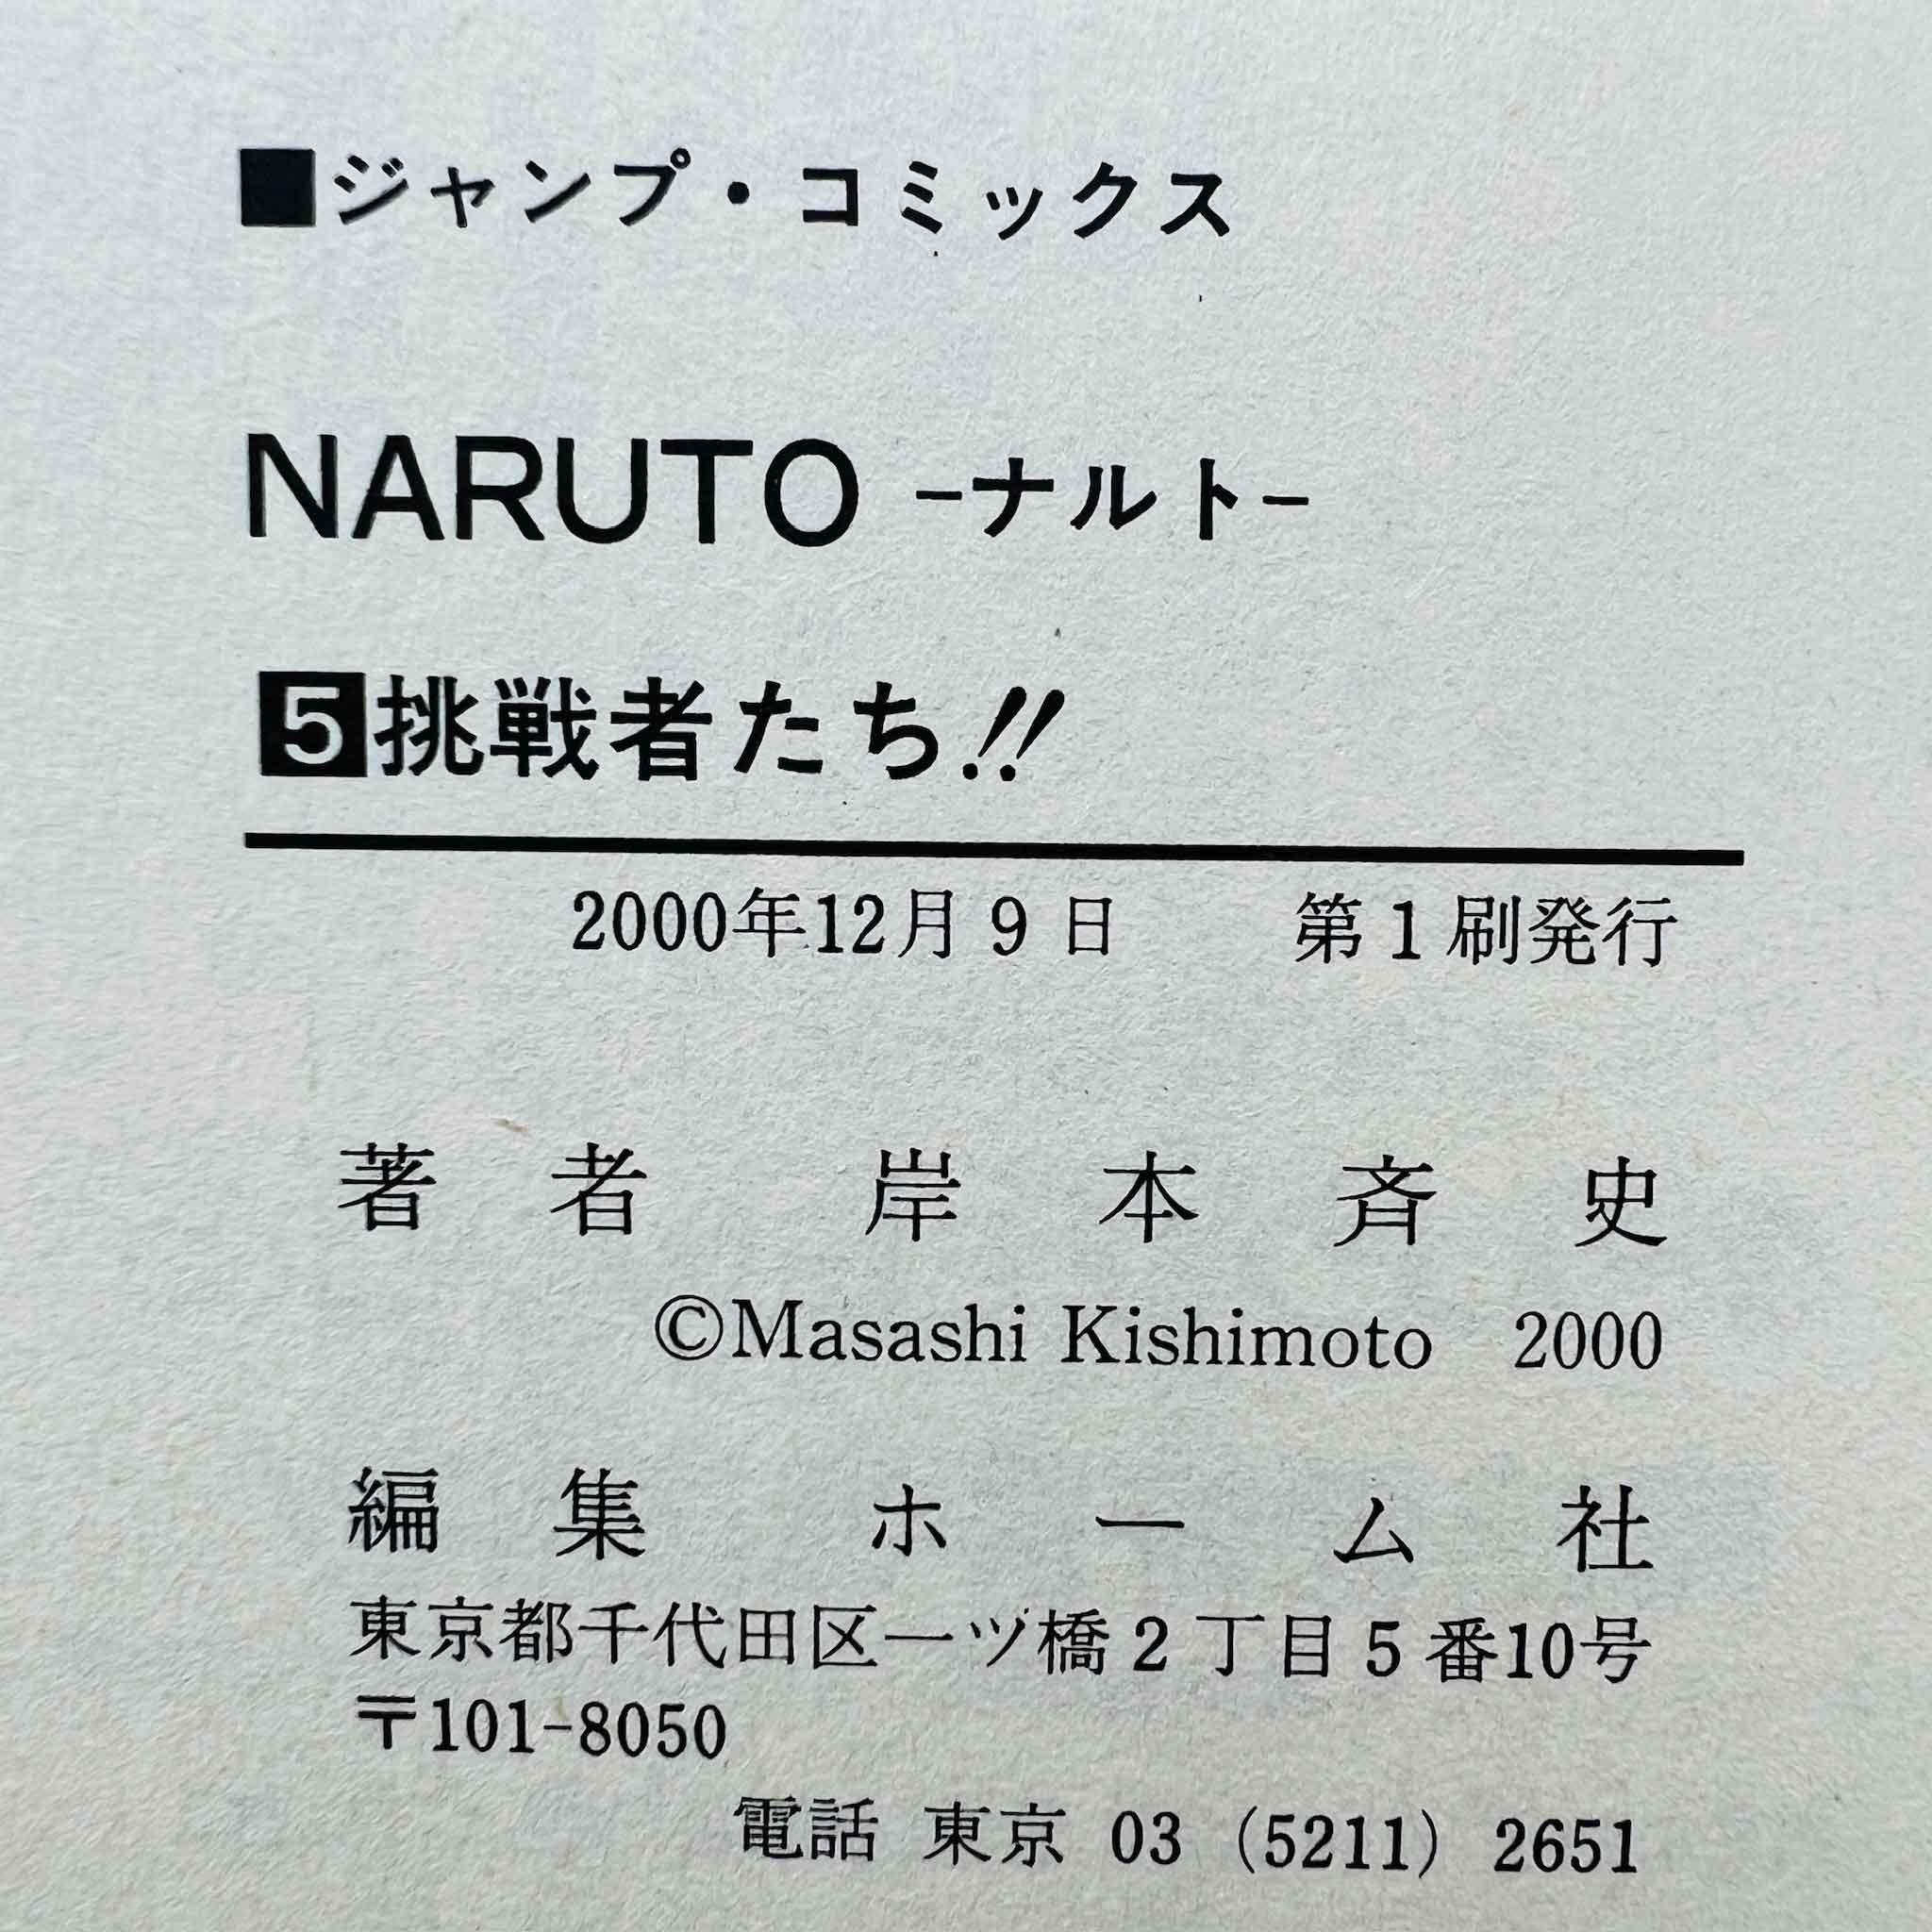 ■ジャンプ・コミックス
NARUTO -ナルト-
5挑戦者たち!!
2000年12月9日 第1刷発行
著者 岸本斉史
©Masashi Kishimoto 2000
編集 ホーム社
東京都千代田区一ツ橋2丁目5番10号
〒101-8050
電話 東京 03 (5211) 2651